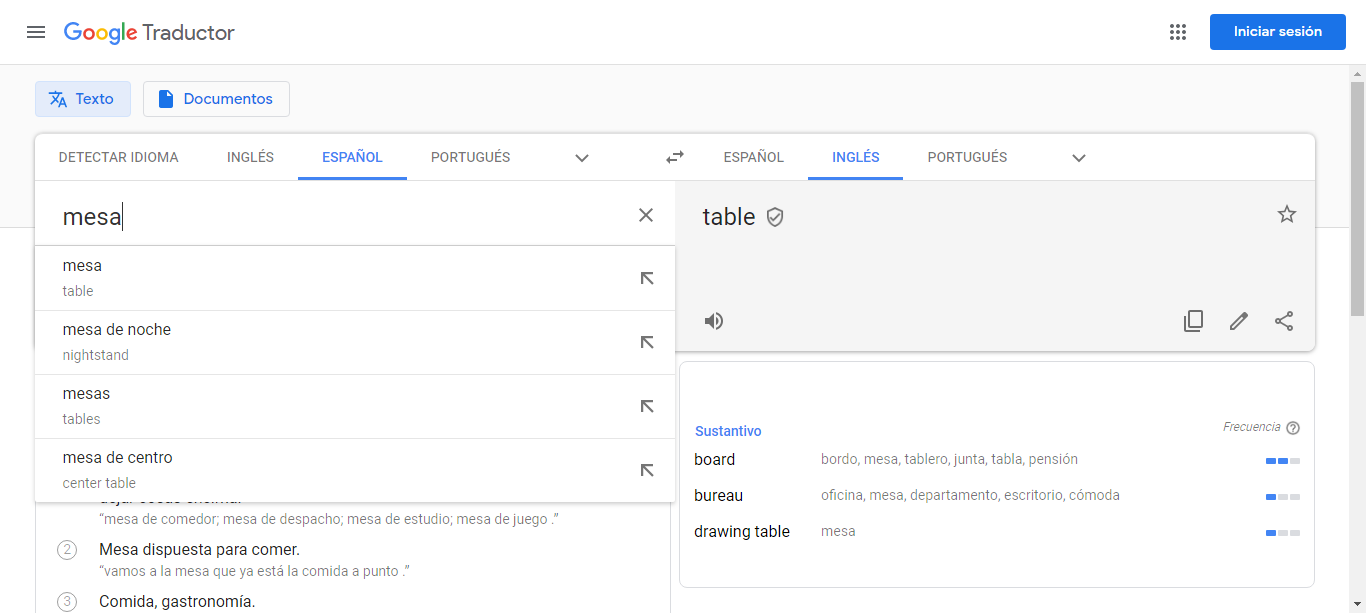 Google Traductor
Iniciar sesión
Texto
Documentos
DETECTAR IDIOMA INGLÉS ESPAÑOL PORTUGUÉS
ESPAÑOL INGLÉS PORTUGUÉS
mesa
table
mesa
table
mesa de noche
nightstand
mesas
tables
mesa de centro
center table
“mesa de comedor; mesa de despacho; mesa de estudio; mesa de juego .”
2 Mesa dispuesta para comer.
“vamos a la mesa que ya está la comida a punto .”
3 Comida, gastronomía.
Sustantivo Frecuencia
board bordo, mesa, tablero, junta, tabla, pensión
bureau oficina, mesa, departamento, escritorio, cómoda
drawing table mesa